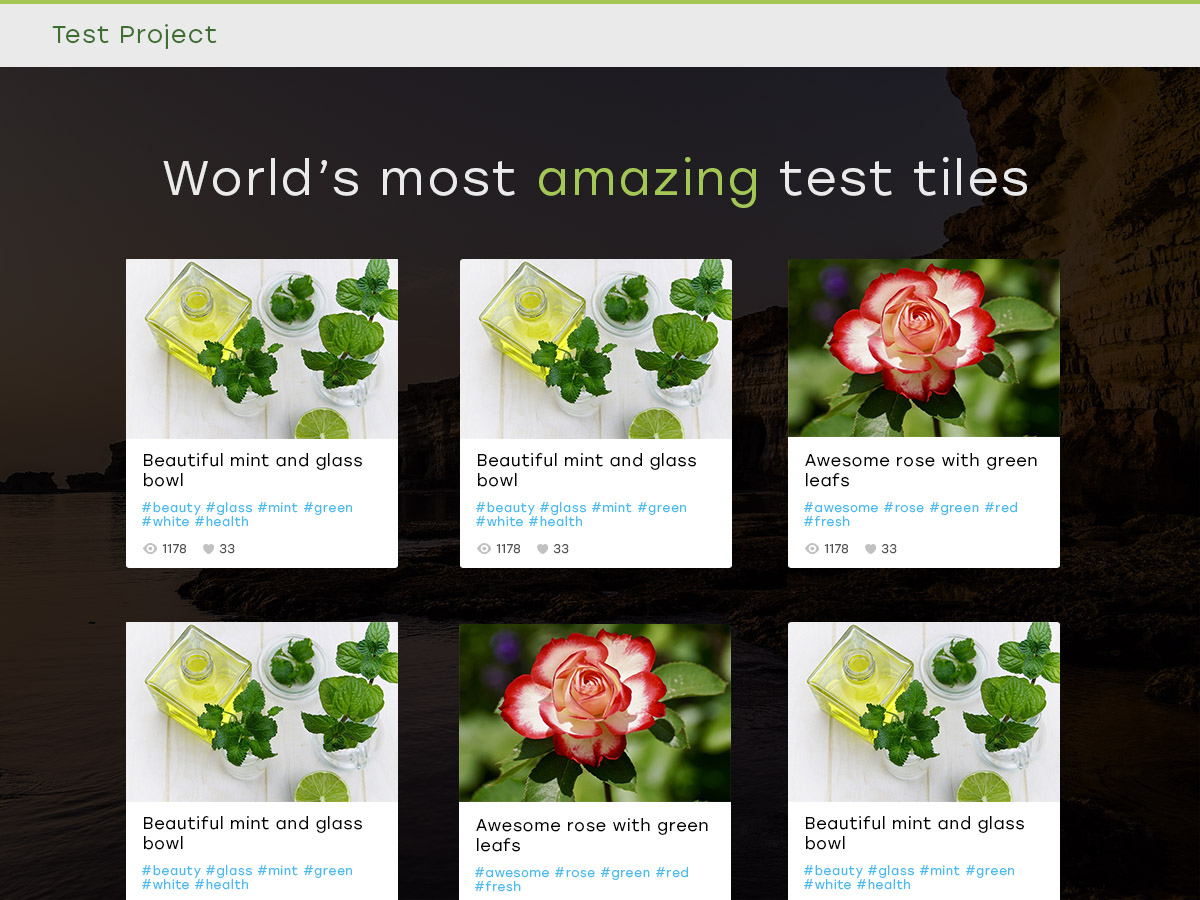 Test Project
World’s most amazing test tiles
Beautiful mint and glass
bowl
#beauty #glass #mint #green
#white #health
1178 33
Beautiful mint and glass
bowl
#beauty #glass #mint #green
#white #health
1178 33
Awesome rose with green
leafs
#awesome #rose #green #red
#fresh
1178 33
Beautiful mint and glass
bowl
#beauty #glass #mint #green
#white #health
Awesome rose with green
leafs
#awesome #rose #green #red
#fresh
Beautiful mint and glass
bowl
#beauty #glass #mint #green
#white #health